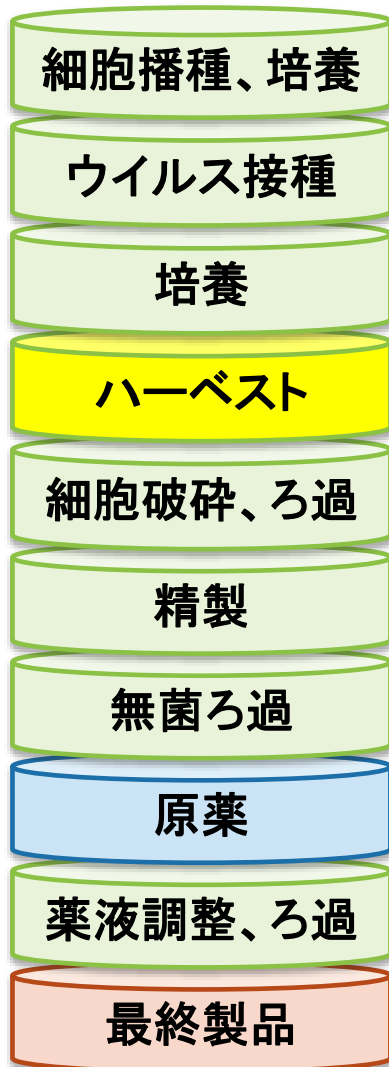 細胞播種、培養
ウイルス接種
培養
ハーベスト
細胞破砕、ろ過
精製
無菌ろ過
原薬
薬液調整、ろ過
最終製品